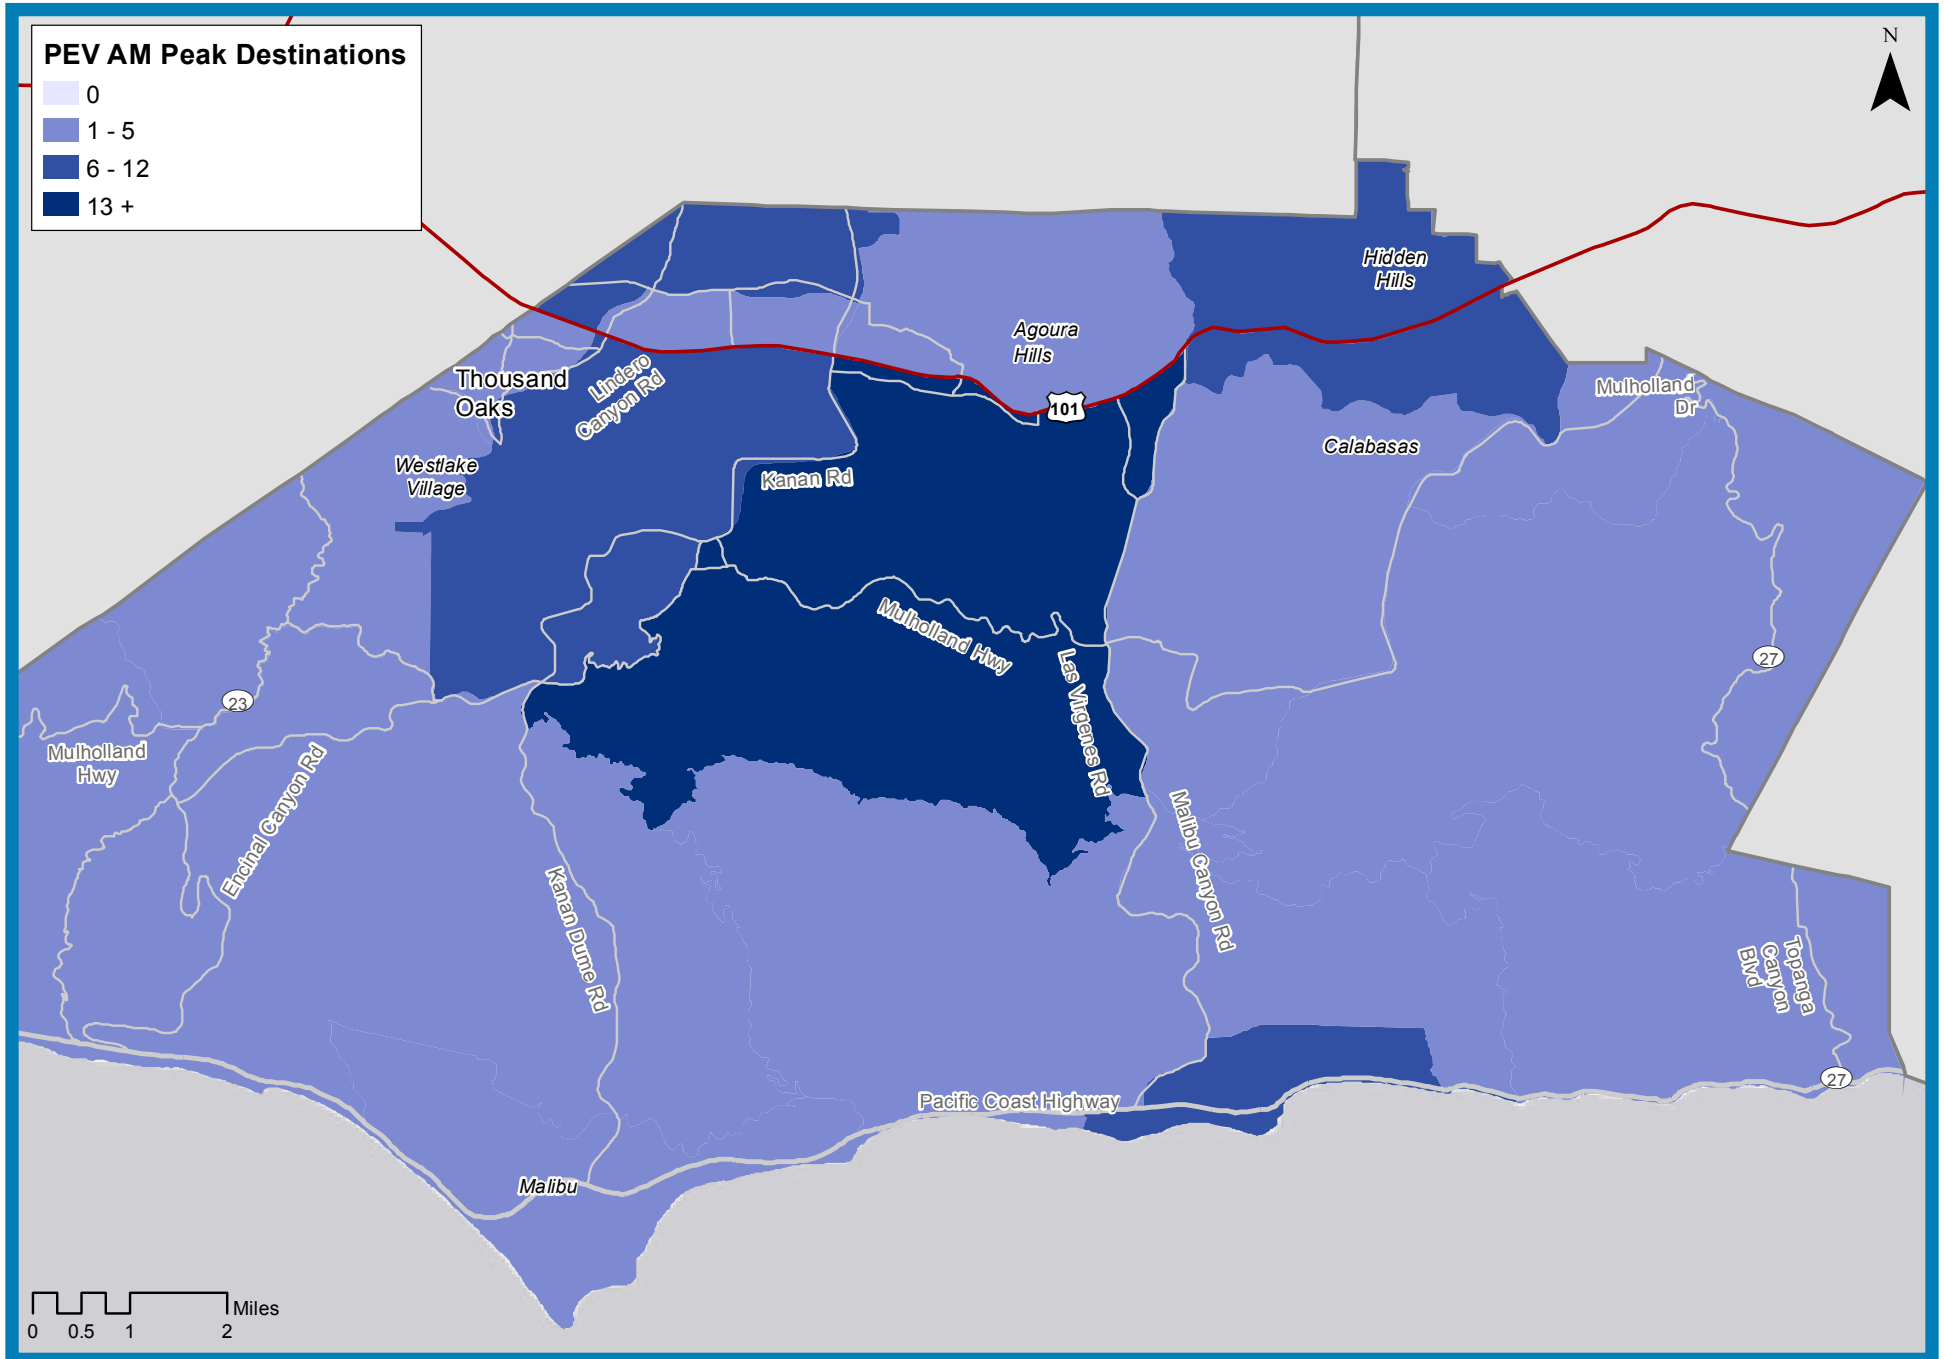 PEV AM Peak Destinations
0
1 - 5
6 - 12
13 +
N
Hidden
Hills
Agoura
Hills
Thousand
Oaks
Lindero
Canyon Rd
101
Mulholland
Dr
Westlake
Village
Calabasas
Kanan Rd
Mulholland Hwy
Las Virgenes Rd
27
23
Mulholland
Hwy
Encinal Canyon Rd
Malibu Canyon Rd
Kanan Dume Rd
Topanga
Canyon
Blvd
27
Pacific Coast Highway
Malibu
Miles
0 0.5 1 2